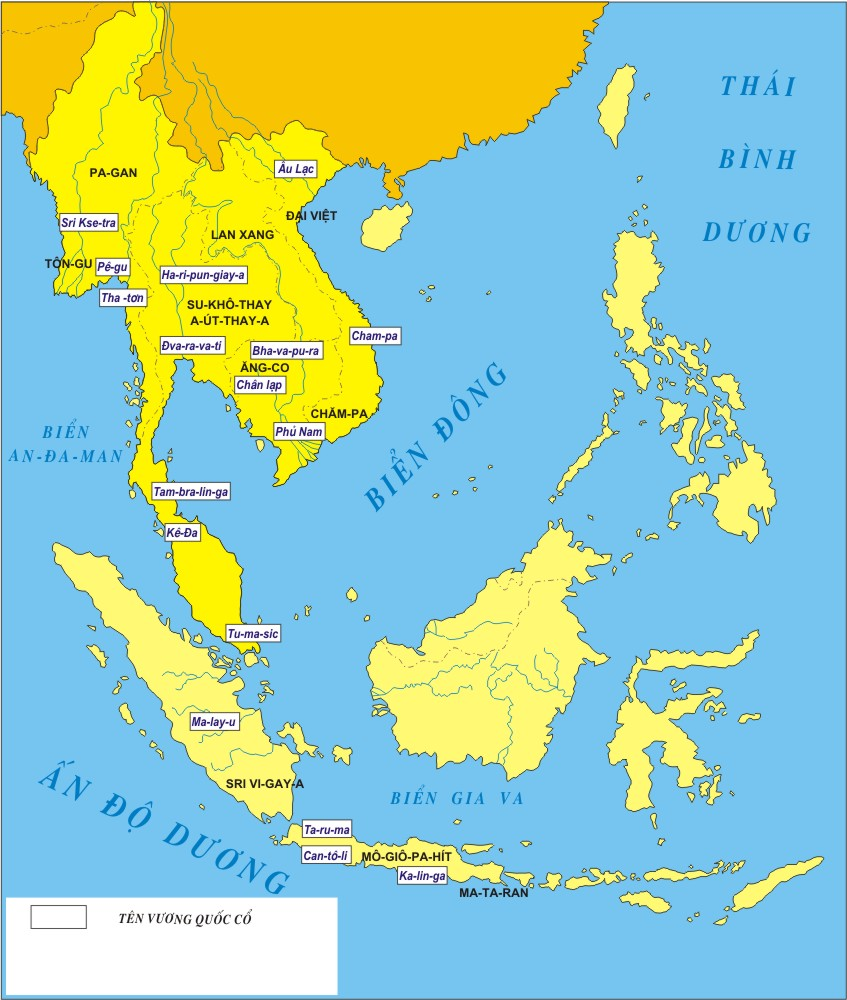 THÁI
BÌNH
DƯƠNG
PA-GAN
Âu Lạc
Sri Kse-tra
ĐẠI VIỆT
LAN XANG
TÔN-GU
Pê-gu
Ha-ri-pun-giay-a
Tha -tơn
SU-KHÔ-THAY
A-ÚT-THAY-A
Cham-pa
Đva-ra-va-ti
Bha-va-pu-ra
ĂNG-CO
Chân lạp
CHĂM-PA
Phú Nam
BIỂN ĐÔNG
BIỂN
AN-ĐA-MAN
Tam-bra-lin-ga
Kê-Đa
Tu-ma-sic
Ma-lay-u
SRI VI-GAY-A
ẤN ĐỘ DƯƠNG
BIỂN GIA VA
Ta-ru-ma
Can-tô-li
MÔ-GIÔ-PA-HÍT
Ka-lin-ga
MA-TA-RAN
TÊN VƯƠNG QUỐC CỔ